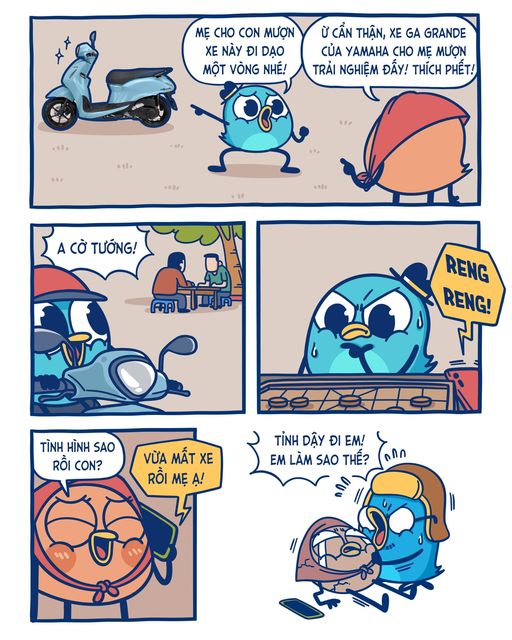 MẸ CHO CON MƯỢN
XE NÀY ĐI DẠO
MỘT VÒNG NHÉ!
Ừ CẨN THẬN, XE GA GRANDE
CỦA YAMAHA CHO MẸ MƯỢN
TRẢI NGHIỆM ĐẤY! THÍCH PHẾT!
A CỜ TƯỚNG!
RENG
RENG!
TÌNH HÌNH SAO
RỒI CON?
VỪA MẤT XE
RỒI MẸ Ạ!
TỈNH DẬY ĐI EM!
EM LÀM SAO THẾ?